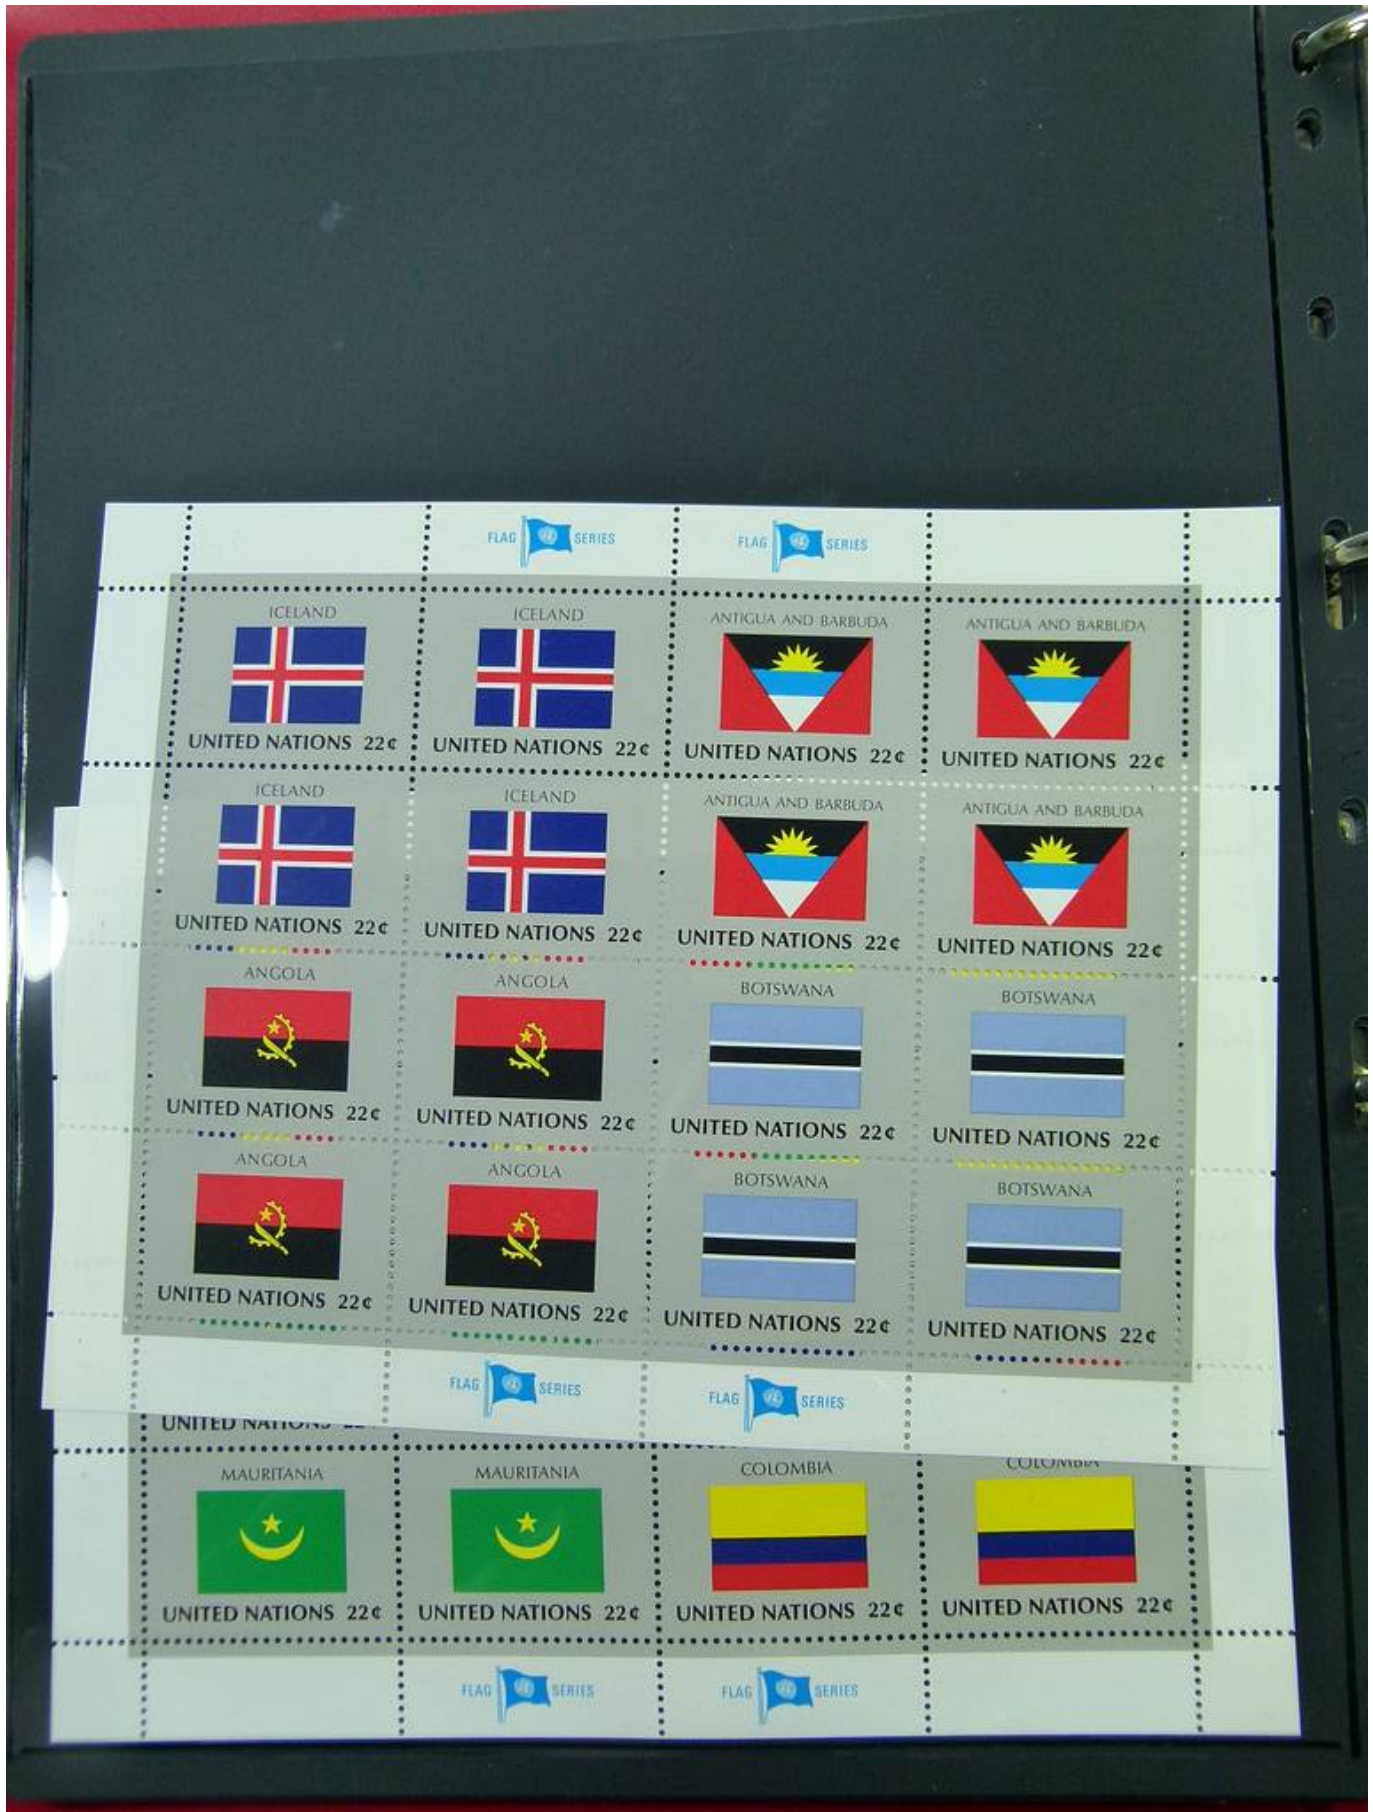 FLAG SERIES FLAG SERIES
ICELAND ICELAND ANTIGUA AND BARBUDA ANTIGUA AND BARBUDA
UNITED NATIONS 22¢ UNITED NATIONS 22¢ UNITED NATIONS 22¢ UNITED NATIONS 22¢
ICELAND ICELAND ANTIGUA AND BARBUDA ANTIGUA AND BARBUDA
UNITED NATIONS 22¢ UNITED NATIONS 22¢ UNITED NATIONS 22¢ UNITED NATIONS 22¢
ANGOLA ANGOLA BOTSWANA BOTSWANA
UNITED NATIONS 22¢ UNITED NATIONS 22¢ UNITED NATIONS 22¢ UNITED NATIONS 22¢
ANGOLA ANGOLA BOTSWANA BOTSWANA
UNITED NATIONS 22¢ UNITED NATIONS 22¢ UNITED NATIONS 22¢ UNITED NATIONS 22¢
FLAG SERIES FLAG SERIES
UNITED NATIONS
MAURITANIA MAURITANIA COLOMBIA COLOMBIA
UNITED NATIONS 22¢ UNITED NATIONS 22¢ UNITED NATIONS 22¢ UNITED NATIONS 22¢
FLAG SERIES FLAG SERIES